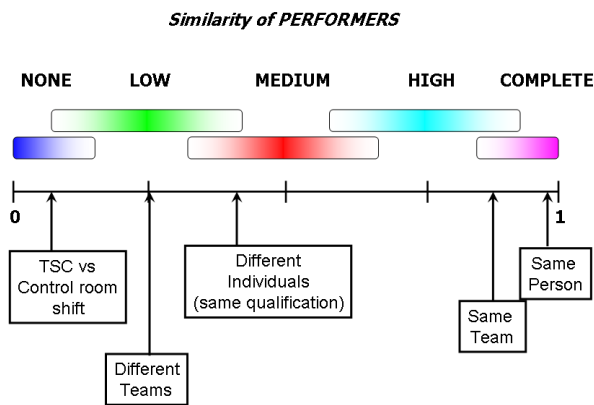 Similarity of PERFORMERS
NONE LOW MEDIUM HIGH COMPLETE
0 1
TSC vs
Control room
shift
Different
Individuals
(same qualification)
Same
Person
Same
Team
Different
Teams